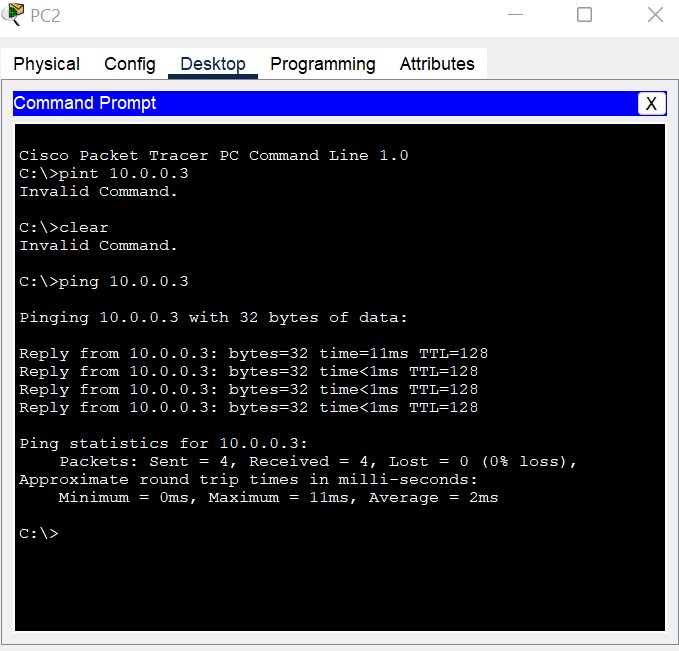 PC2
Physical Config Desktop Programming Attributes
Command Prompt
X
Cisco Packet Tracer PC Command Line 1.0
C:\>pint 10.0.0.3
Invalid Command.
C:\>clear
Invalid Command.
C:\>ping 10.0.0.3
Pinging 10.0.0.3 with 32 bytes of data:
Reply from 10.0.0.3: bytes=32 time=11ms TTL=128
Reply from 10.0.0.3: bytes=32 time<1ms TTL=128
Reply from 10.0.0.3: bytes=32 time<1ms TTL=128
Reply from 10.0.0.3: bytes=32 time<1ms TTL=128
Ping statistics for 10.0.0.3:
    Packets: Sent = 4, Received = 4, Lost = 0 (0% loss),
Approximate round trip times in milli-seconds:
    Minimum = 0ms, Maximum = 11ms, Average = 2ms
C:\>